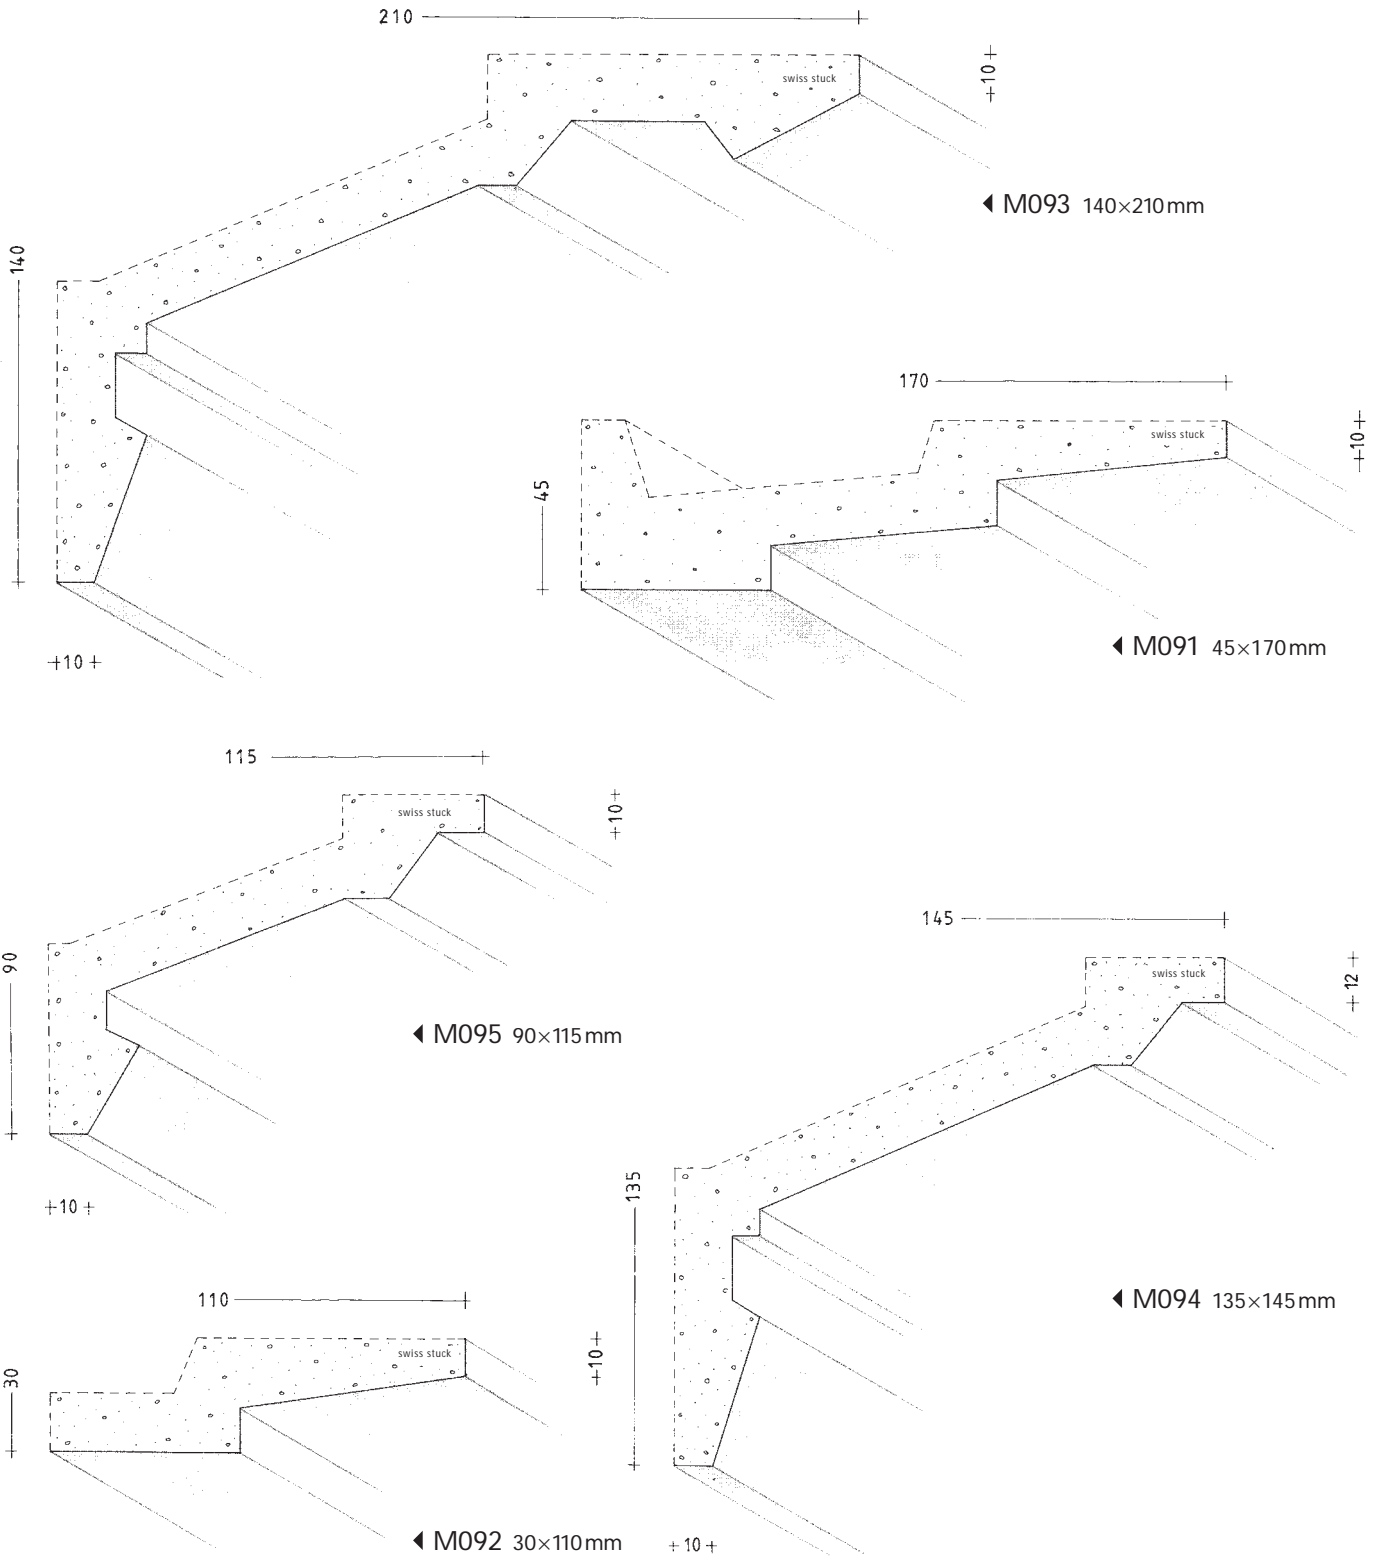 210
swiss stuck
+10+
◀ M093 140×210mm
140
+10+
170
swiss stuck
+10+
45
◀ M091 45×170mm
115
swiss stuck
+10+
90
◀ M095 90×115mm
+10+
145
swiss stuck
+12+
135
◀ M094 135×145mm
+10+
110
swiss stuck
+10+
30
◀ M092 30×110mm